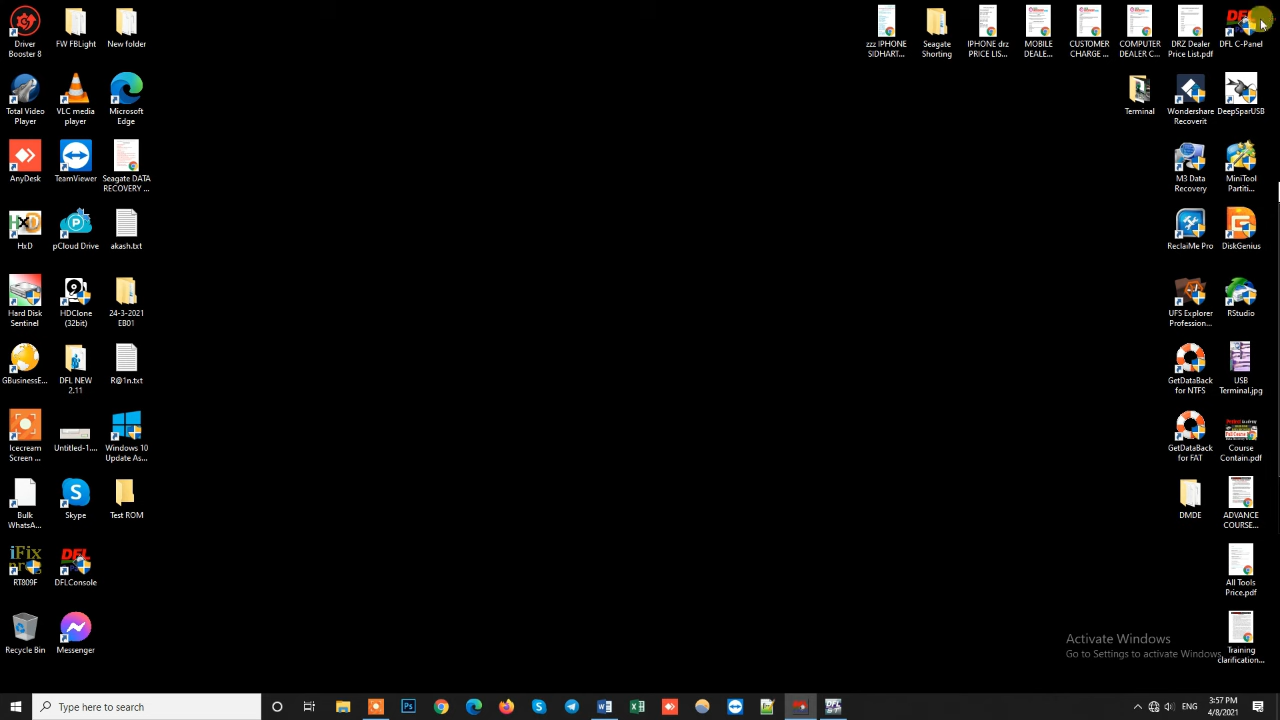 Driver
Booster 8
FW FBLight
New folder
Total Video
Player
VLC media
player
Microsoft
Edge
AnyDesk
TeamViewer
Seagate DATA
RECOVERY ...
HxD
pCloud Drive
akash.txt
Hard Disk
Sentinel
HDClone
(32bit)
24-3-2021
EB01
GBusinessE...
DFL NEW
2.11
R@1n.txt
Icecream
Screen ...
Untitled-1....
Windows 10
Update As...
Bulk
WhatsA...
Skype
Test ROM
iFix
RT809F
DFL
DFLConsole
Recycle Bin
Messenger
zzz IPHONE
SIDHART...
Seagate
Shorting
IPHONE drz
PRICE LIS...
MOBILE
DEALE...
CUSTOMER
CHARGE ...
COMPUTER
DEALER C...
DRZ Dealer
Price List.pdf
DFL
DFL C-Panel
Terminal
Wondershare
Recoverit
DeepSparUSB
M3 Data
Recovery
MiniTool
Partiti...
ReclaiMe Pro
DiskGenius
UFS Explorer
Profession...
RStudio
GetDataBack
for NTFS
USB
Terminal.jpg
GetDataBack
for FAT
Course
Contain.pdf
DMDE
ADVANCE
COURSE...
All Tools
Price.pdf
Training
clarification...
Activate Windows
Go to Settings to activate Windows.
Type here to search
ENG
3:57 PM
4/8/2021